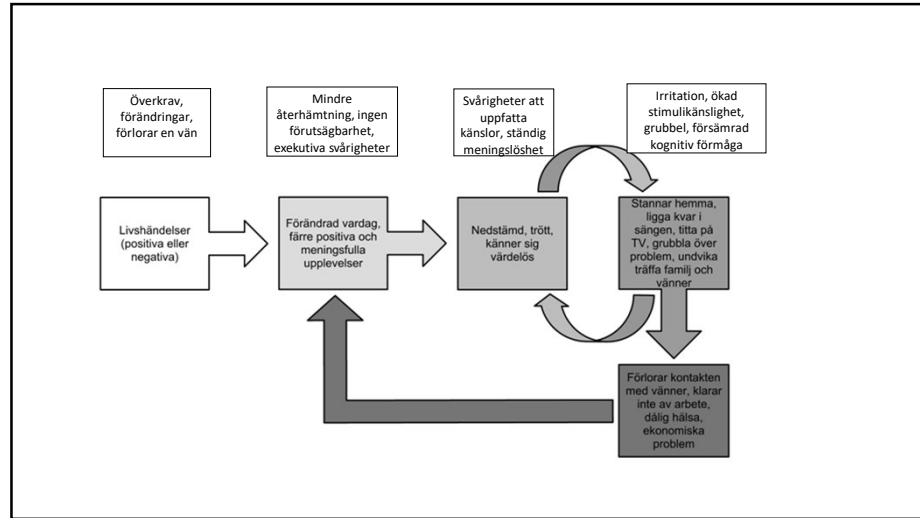 Överkrav,
förändringar,
förlorar en vän
Mindre
återhämtning, ingen
förutsägbarhet,
exekutiva svårigheter
Svårigheter att
uppfatta
känslor, ständig
meningslöshet
Irritation, ökad
stimulikänslighet,
grubbel, försämrad
kognitiv förmåga
Livshändelser
(positiva eller
negativa)
Förändrad vardag,
färre positiva och
meningsfulla
upplevelser
Nedstämd, trött,
känner sig
värdelös
Stannar hemma,
ligga kvar i
sängen, titta på
TV, grubbla över
problem, undvika
träffa familj och
vänner
Förlorar kontakten
med vänner, klarar
inte av arbete,
dålig hälsa,
ekonomiska
problem